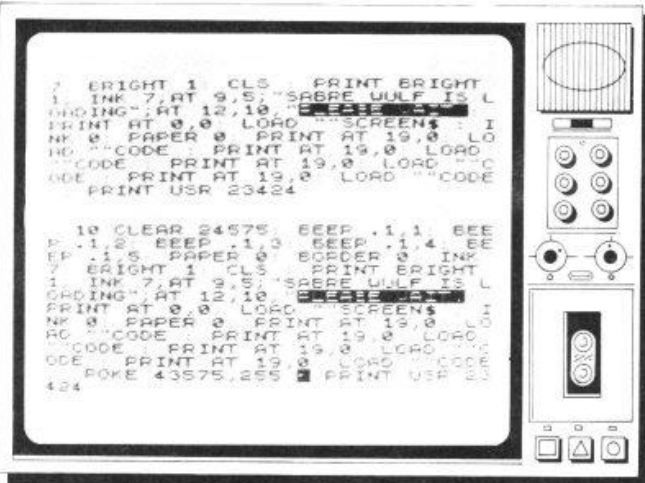 7 BRIGHT 1: CLS : PRINT BRIGHT
1; INK 7;AT 9,5;"SABRE WULF IS L
OADING";AT 12,10;"PLEASE WAIT"
PRINT AT 0,0: LOAD ""SCREEN$ : I
NK 0: PAPER 0: PRINT AT 19,0: LO
AD ""CODE : PRINT AT 19,0: LOAD
""CODE : PRINT AT 19,0: LOAD ""C
ODE : PRINT AT 19,0: LOAD ""CODE
: PRINT USR 23424
10 CLEAR 24575: BEEP .1,1: BEE
P .1,2: BEEP .1,3: BEEP .1,4: BE
EP .1,5: PAPER 0: BORDER 0: INK
7: BRIGHT 1: CLS : PRINT BRIGHT
1; INK 7;AT 9,5;"SABRE WULF IS L
OADING";AT 12,10;"PLEASE WAIT"
PRINT AT 0,0: LOAD ""SCREEN$ : I
NK 0: PAPER 0: PRINT AT 19,0: LO
AD ""CODE : PRINT AT 19,0: LOAD
""CODE : PRINT AT 19,0: LOAD ""C
ODE : PRINT AT 19,0: LOAD ""CODE
: POKE 43575,255: PRINT USR 23
424